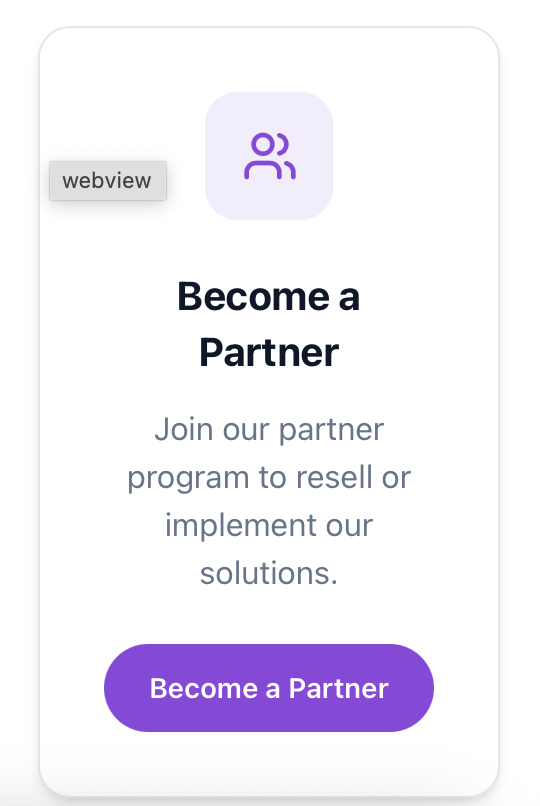 webview
Become a
Partner
Join our partner
program to resell or
implement our
solutions.
Become a Partner